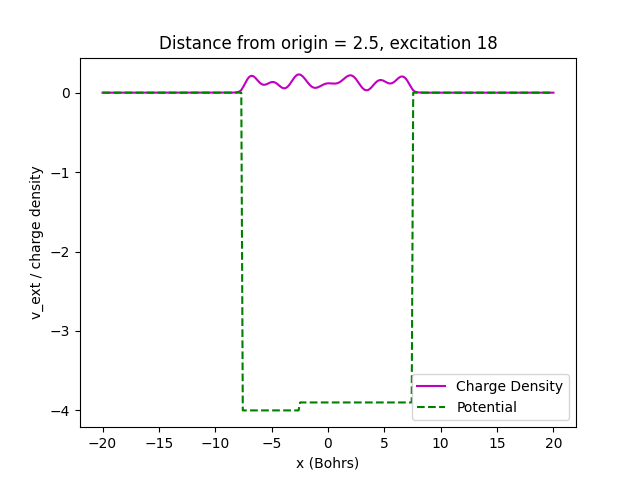 Distance from origin = 2.5, excitation 18
v_ext / charge density
0
−1
−2
−3
−4
−20
−15
−10
−5
0
5
10
15
20
x (Bohrs)
Charge Density
Potential